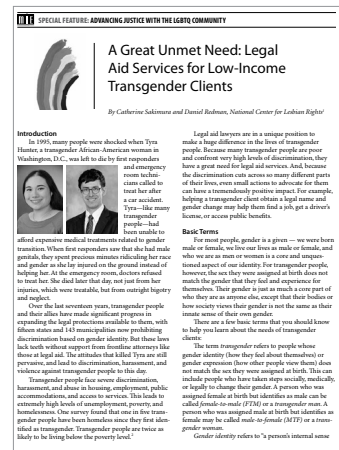 MIE SPECIAL FEATURE: ADVANCING JUSTICE WITH THE LGBTQ COMMUNITY
A Great Unmet Need: Legal
Aid Services for Low-Income
Transgender Clients
By Catherine Sakimura and Daniel Redman, National Center for Lesbian Rights¹
Introduction
In 1995, many people were shocked when Tyra
Hunter, a transgender African-American woman in
Washington, D.C., was left to die by first responders
and emergency
room techni-
cians called to
treat her after
a car accident.
Tyra—like many
transgender
people—had
been unable to
afford expensive medical treatments related to gender
transition. When first responders saw that she had male
genitals, they spent precious minutes ridiculing her race
and gender as she lay injured on the ground instead of
helping her. At the emergency room, doctors refused
to treat her. She died later that day, not just from her
injuries, which were treatable, but from outright bigotry
and neglect.
Over the last seventeen years, transgender people
and their allies have made significant progress in
expanding the legal protections available to them, with
fifteen states and 143 municipalities now prohibiting
discrimination based on gender identity. But these laws
lack teeth without support from frontline attorneys like
those at legal aid. The attitudes that killed Tyra are still
pervasive, and lead to discrimination, harassment, and
violence against transgender people to this day.
Transgender people face severe discrimination,
harassment, and abuse in housing, employment, public
accommodations, and access to services. This leads to
extremely high levels of unemployment, poverty, and
homelessness. One survey found that one in five trans-
gender people have been homeless since they first iden-
tified as transgender. Transgender people are twice as
likely to be living below the poverty level.²
Legal aid lawyers are in a unique position to
make a huge difference in the lives of transgender
people. Because many transgender people are poor
and confront very high levels of discrimination, they
have a great need for legal aid services. And, because
the discrimination cuts across so many different parts
of their lives, even small actions to advocate for them
can have a tremendously positive impact. For example,
helping a transgender client obtain a legal name and
gender change may help them find a job, get a driver's
license, or access public benefits.
Basic Terms
For most people, gender is a given — we were born
male or female, we live our lives as male or female, and
who we are as men or women is a core and unques-
tioned aspect of our identity. For transgender people,
however, the sex they were assigned at birth does not
match the gender that they feel and experience for
themselves. Their gender is just as much a core part of
who they are as anyone else, except that their bodies or
how society views their gender is not the same as their
innate sense of their own gender.
There are a few basic terms that you should know
to help you learn about the needs of transgender
clients:
The term transgender refers to people whose
gender identity (how they feel about themselves) or
gender expression (how other people view them) does
not match the sex they were assigned at birth. This can
include people who have taken steps socially, medically,
or legally to change their gender. A person who was
assigned female at birth but identifies as male can be
called female-to-male (FTM) or a transgender man. A
person who was assigned male at birth but identifies as
female may be called male-to-female (MTF) or a trans-
gender woman.
Gender identity refers to "a person's internal sense